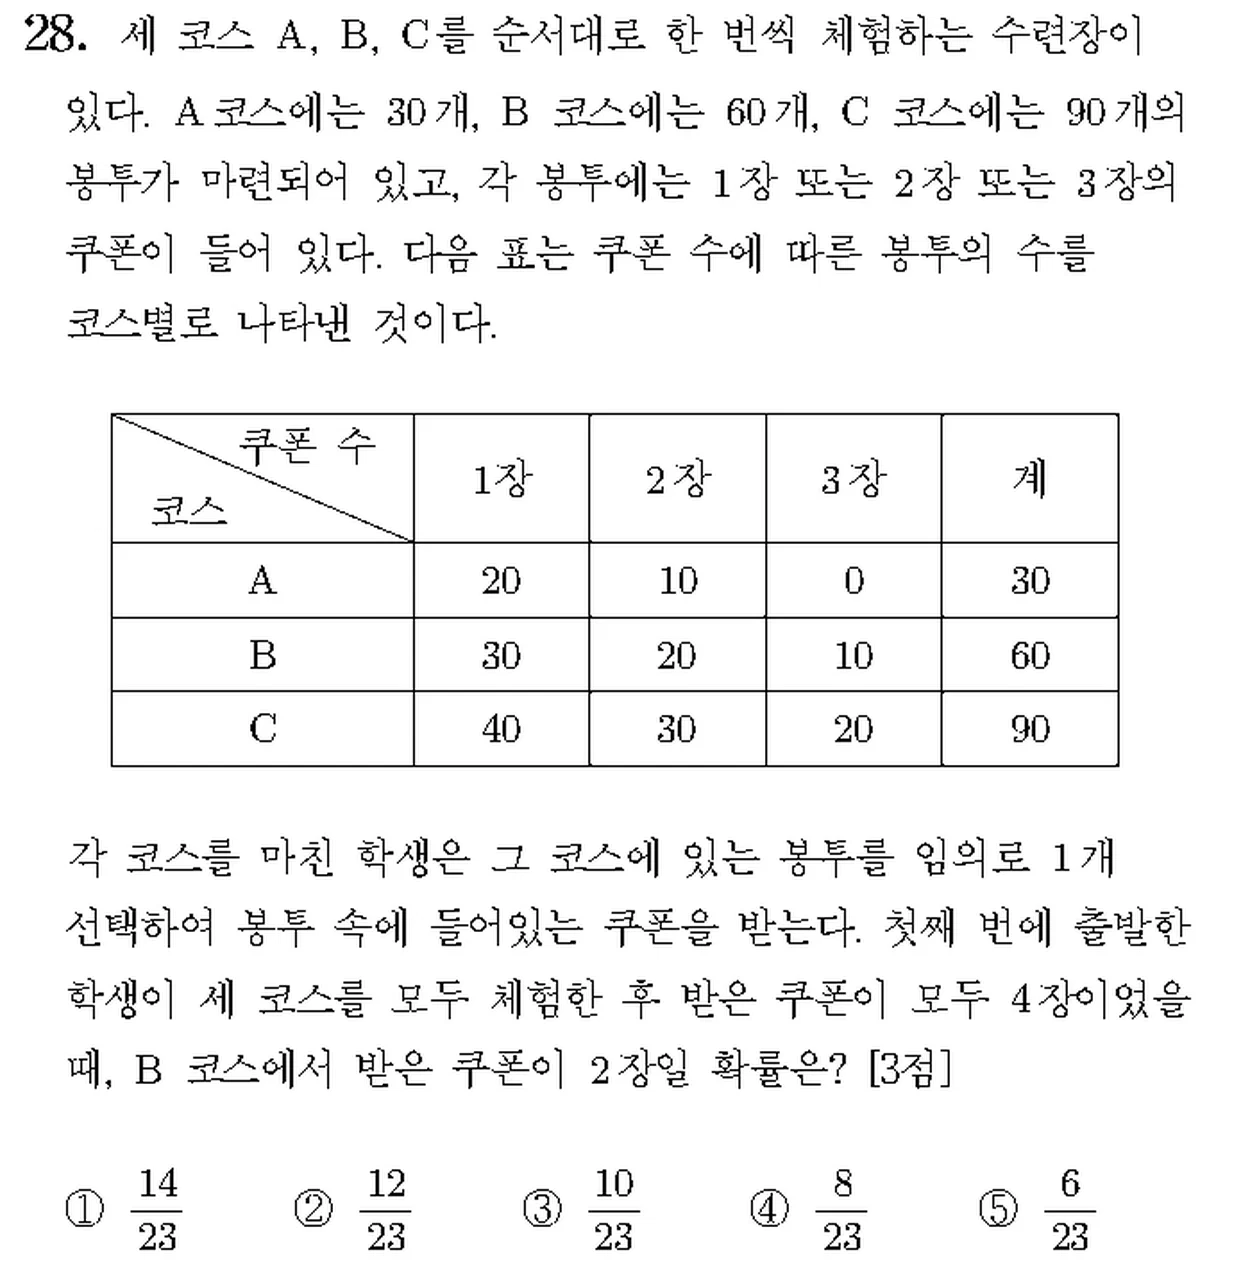 28. 세 코스 A, B, C를 순서대로 한 번씩 체험하는 수련장이
있다. A 코스에는 30개, B 코스에는 60개, C 코스에는 90개의
봉투가 마련되어 있고, 각 봉투에는 1장 또는 2장 또는 3장의
쿠폰이 들어 있다. 다음 표는 쿠폰 수에 따른 봉투의 수를
코스별로 나타낸 것이다.
쿠폰 수
코스 1장 2장 3장 계
A 20 10 0 30
B 30 20 10 60
C 40 30 20 90
각 코스를 마친 학생은 그 코스에 있는 봉투를 임의로 1개
선택하여 봉투 속에 들어있는 쿠폰을 받는다. 첫째 번에 출발한
학생이 세 코스를 모두 체험한 후 받은 쿠폰이 모두 4장이었을
때, B 코스에서 받은 쿠폰이 2장일 확률은? [3점]
① 14/23 ② 12/23 ③ 10/23 ④ 8/23 ⑤ 6/23